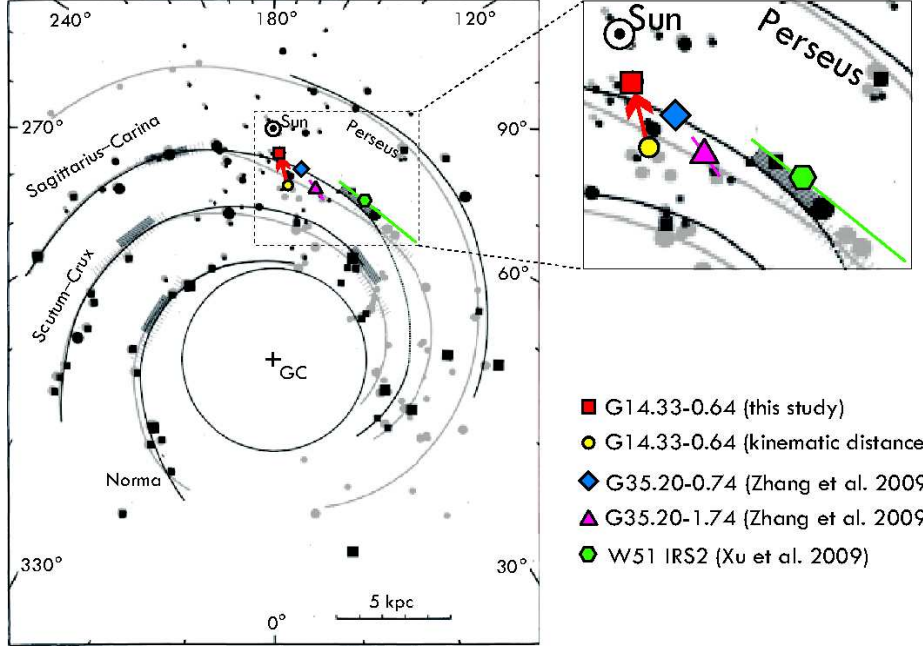 240°
180°
120°
270°
Sun
Perseus
90°
Sagittarius–Carina
Scutum–Crux
60°
GC
Norma
330°
30°
5 kpc
0°
Sun
Perseus
G14.33-0.64 (this study)
G14.33-0.64 (kinematic distance
G35.20-0.74 (Zhang et al. 2009
G35.20-1.74 (Zhang et al. 2009
W51 IRS2 (Xu et al. 2009)